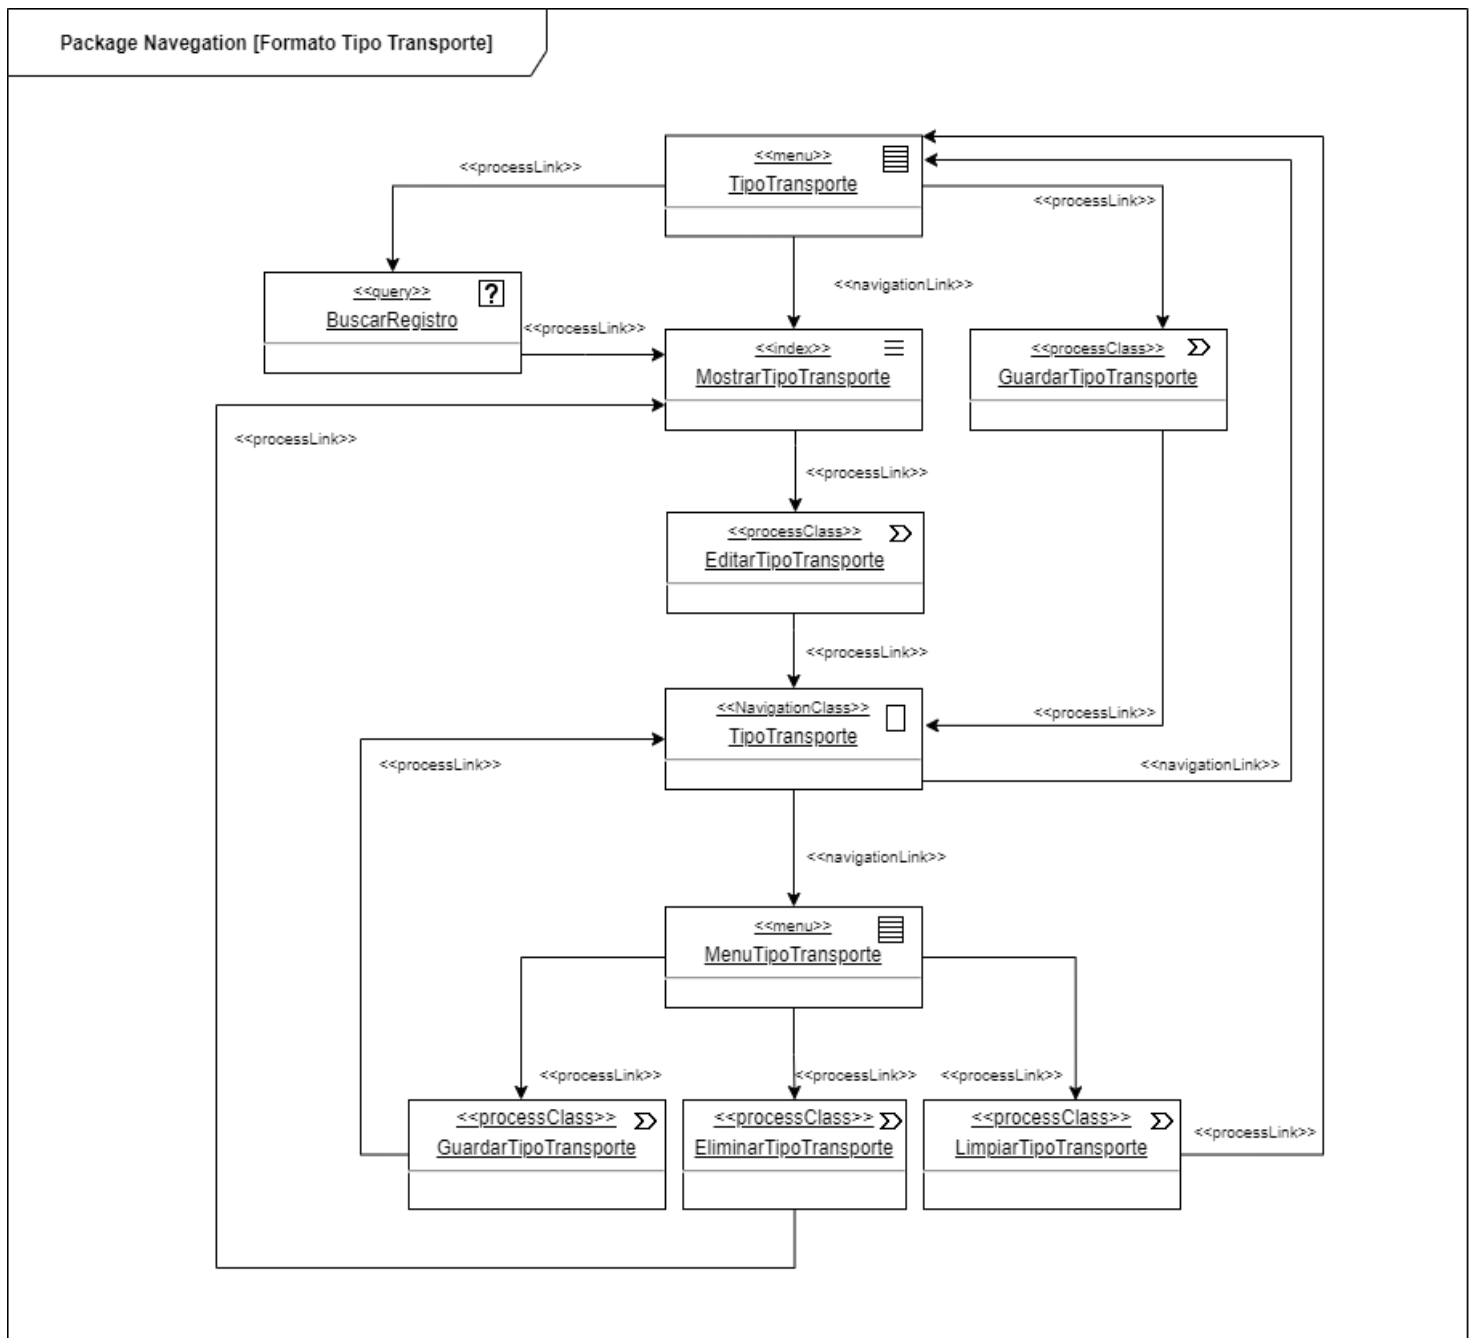 Package Navegation [Formato Tipo Transporte]
<<menu>>
TipoTransporte
<<processLink>>
<<processLink>>
<<navigationLink>>
<<query>>
?
BuscarRegistro
<<processLink>>
<<index>>
MostrarTipoTransporte
<<processClass>>
GuardarTipoTransporte
<<processLink>>
<<processLink>>
<<processClass>>
EditarTipoTransporte
<<processLink>>
<<NavigationClass>>
TipoTransporte
<<processLink>>
<<processLink>>
<<navigationLink>>
<<navigationLink>>
<<menu>>
MenuTipoTransporte
<<processLink>>
<<processLink>>
<<processLink>>
<<processClass>>
GuardarTipoTransporte
<<processClass>>
EliminarTipoTransporte
<<processClass>>
LimpiarTipoTransporte
<<processLink>>